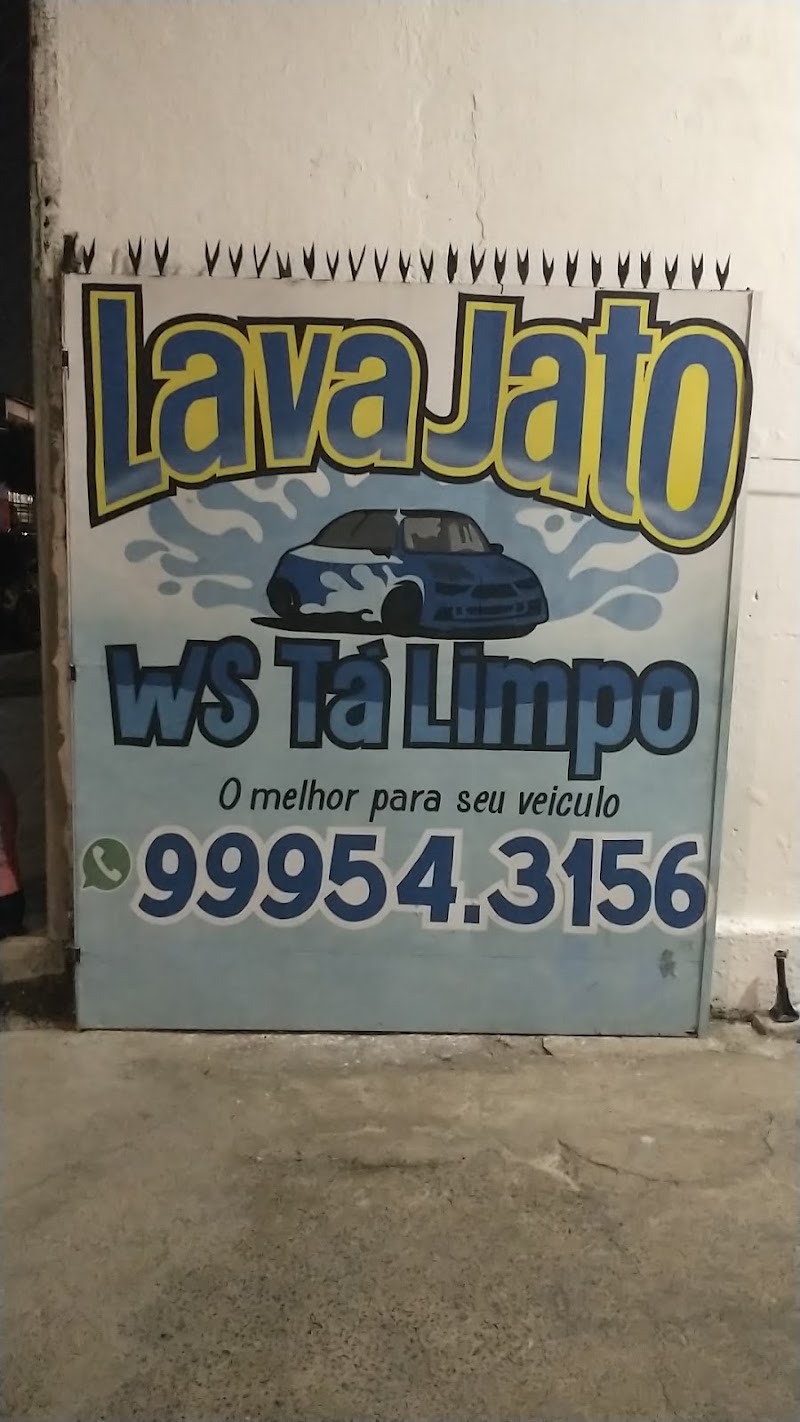 Lava Jato
WS Tá Limpo
O melhor para seu veiculo
99954.3156